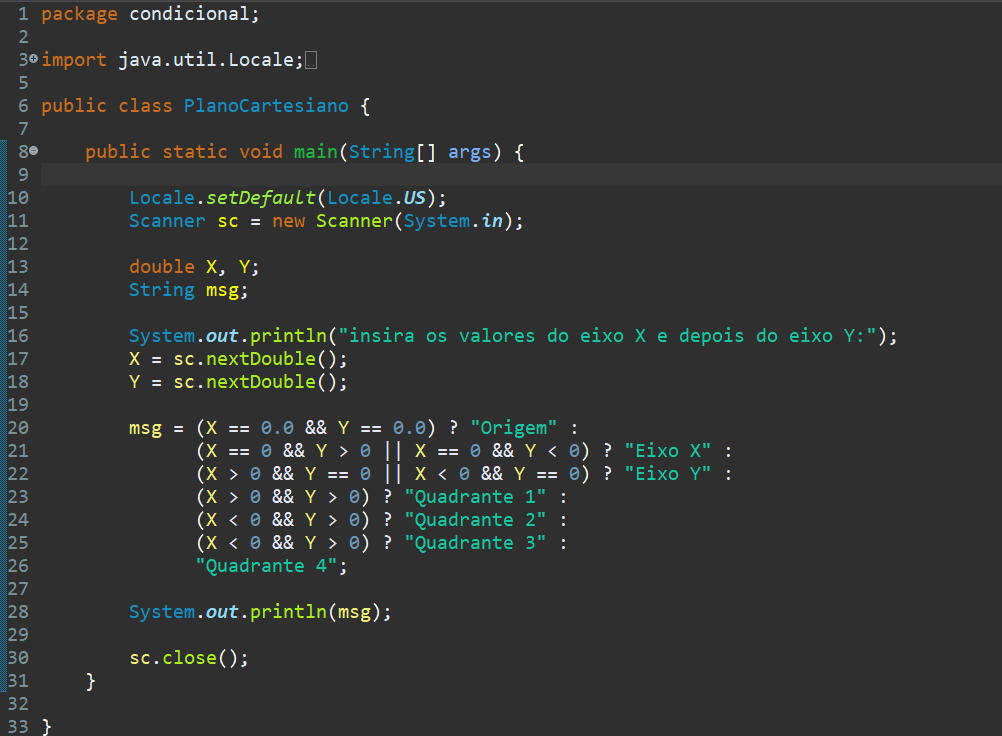 1 package condicional;
2
3 import java.util.Locale;
5
6 public class PlanoCartesiano {
7
8 public static void main(String[] args) {
9
10 Locale.setDefault(Locale.US);
11 Scanner sc = new Scanner(System.in);
12
13 double X, Y;
14 String msg;
15
16 System.out.println("insira os valores do eixo X e depois do eixo Y:");
17 X = sc.nextDouble();
18 Y = sc.nextDouble();
19
20 msg = (X == 0.0 && Y == 0.0) ? "Origem" :
21 (X == 0 && Y > 0 || X == 0 && Y < 0) ? "Eixo X" :
22 (X > 0 && Y == 0 || X < 0 && Y == 0) ? "Eixo Y" :
23 (X > 0 && Y > 0) ? "Quadrante 1" :
24 (X < 0 && Y > 0) ? "Quadrante 2" :
25 (X < 0 && Y > 0) ? "Quadrante 3" :
26 "Quadrante 4";
27
28 System.out.println(msg);
29
30 sc.close();
31 }
32
33 }